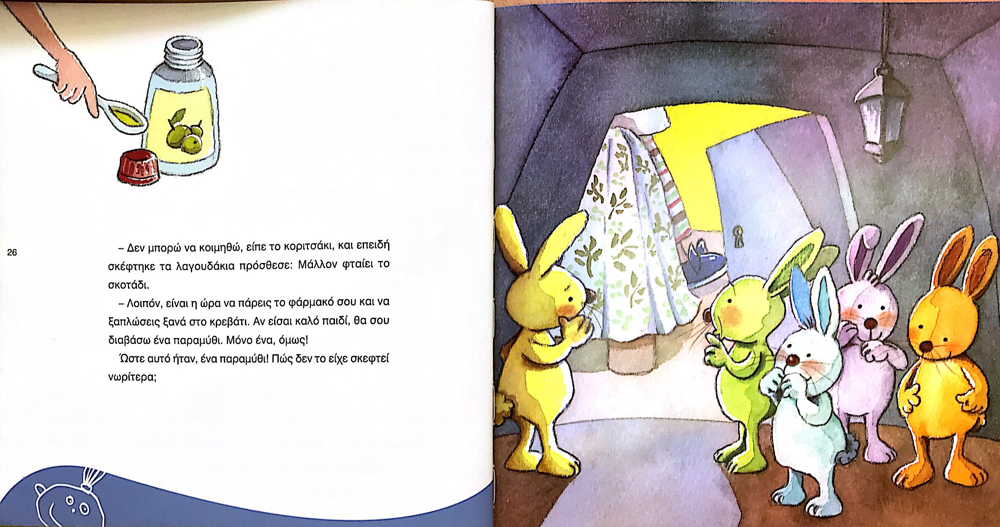 – Δεν μπορώ να κοιμηθώ, είπε το κοριτσάκι, και επειδή
σκέφτηκε τα λαγουδάκια πρόσθεσε: Μάλλον φταίει το
σκοτάδι.
– Λοιπόν, είναι η ώρα να πάρεις το φάρμακό σου και να
ξαπλώσεις ξανά στο κρεβάτι. Αν είσαι καλό παιδί, θα σου
διαβάσω ένα παραμύθι. Μόνο ένα, όμως!
Ώστε αυτό ήταν, ένα παραμύθι! Πώς δεν το είχε σκεφτεί
νωρίτερα;
26
27